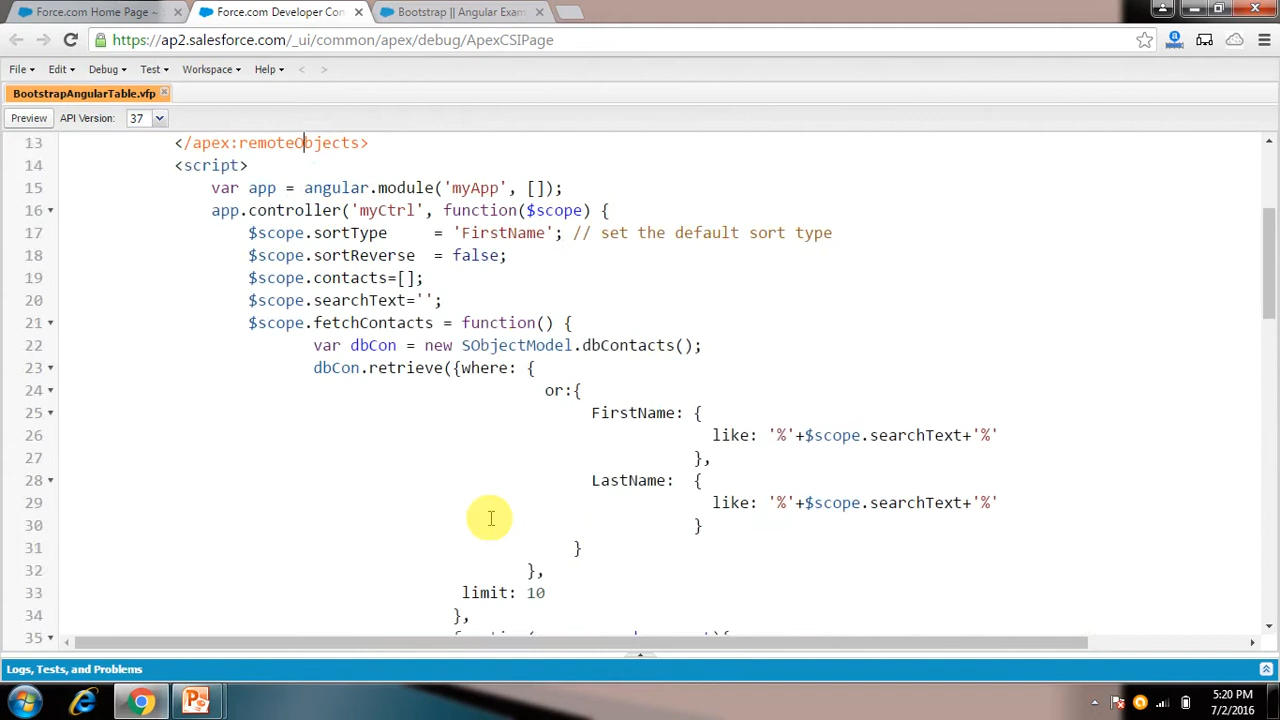 Force.com Home Page ~
Force.com Developer Con
Bootstrap || Angular Exam
https://ap2.salesforce.com/_ui/common/apex/debug/ApexCSIPage
File Edit Debug Test Workspace Help < >
BootstrapAngularTable.vfp
Preview API Version: 37
13 </apex:remoteObjects>
14 <script>
15 var app = angular.module('myApp', []);
16 app.controller('myCtrl', function($scope) {
17 $scope.sortType     = 'FirstName'; // set the default sort type
18 $scope.sortReverse  = false;
19 $scope.contacts=[];
20 $scope.searchText='';
21 $scope.fetchContacts = function() {
22 var dbCon = new SObjectModel.dbContacts();
23 dbCon.retrieve({where: {
24 or:{
25 FirstName: {
26 like: '%'+$scope.searchText+'%'
27 },
28 LastName:  {
29 like: '%'+$scope.searchText+'%'
30 }
31 }
32 },
33 limit: 10
34 },
35
Logs, Tests, and Problems
5:20 PM
7/2/2016